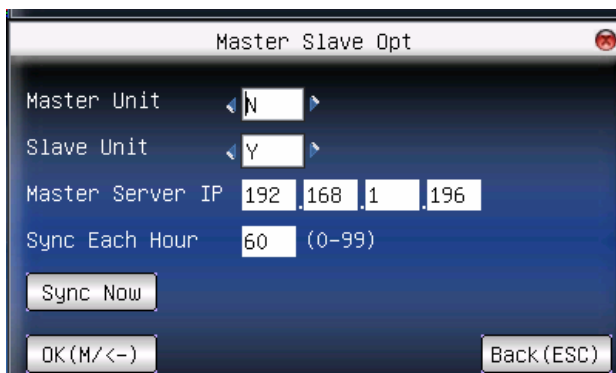 Master Slave Opt
Master Unit N
Slave Unit Y
Master Server IP 192.168.1.196
Sync Each Hour 60 (0-99)
Sync Now
OK(M/<-) Back(ESC)